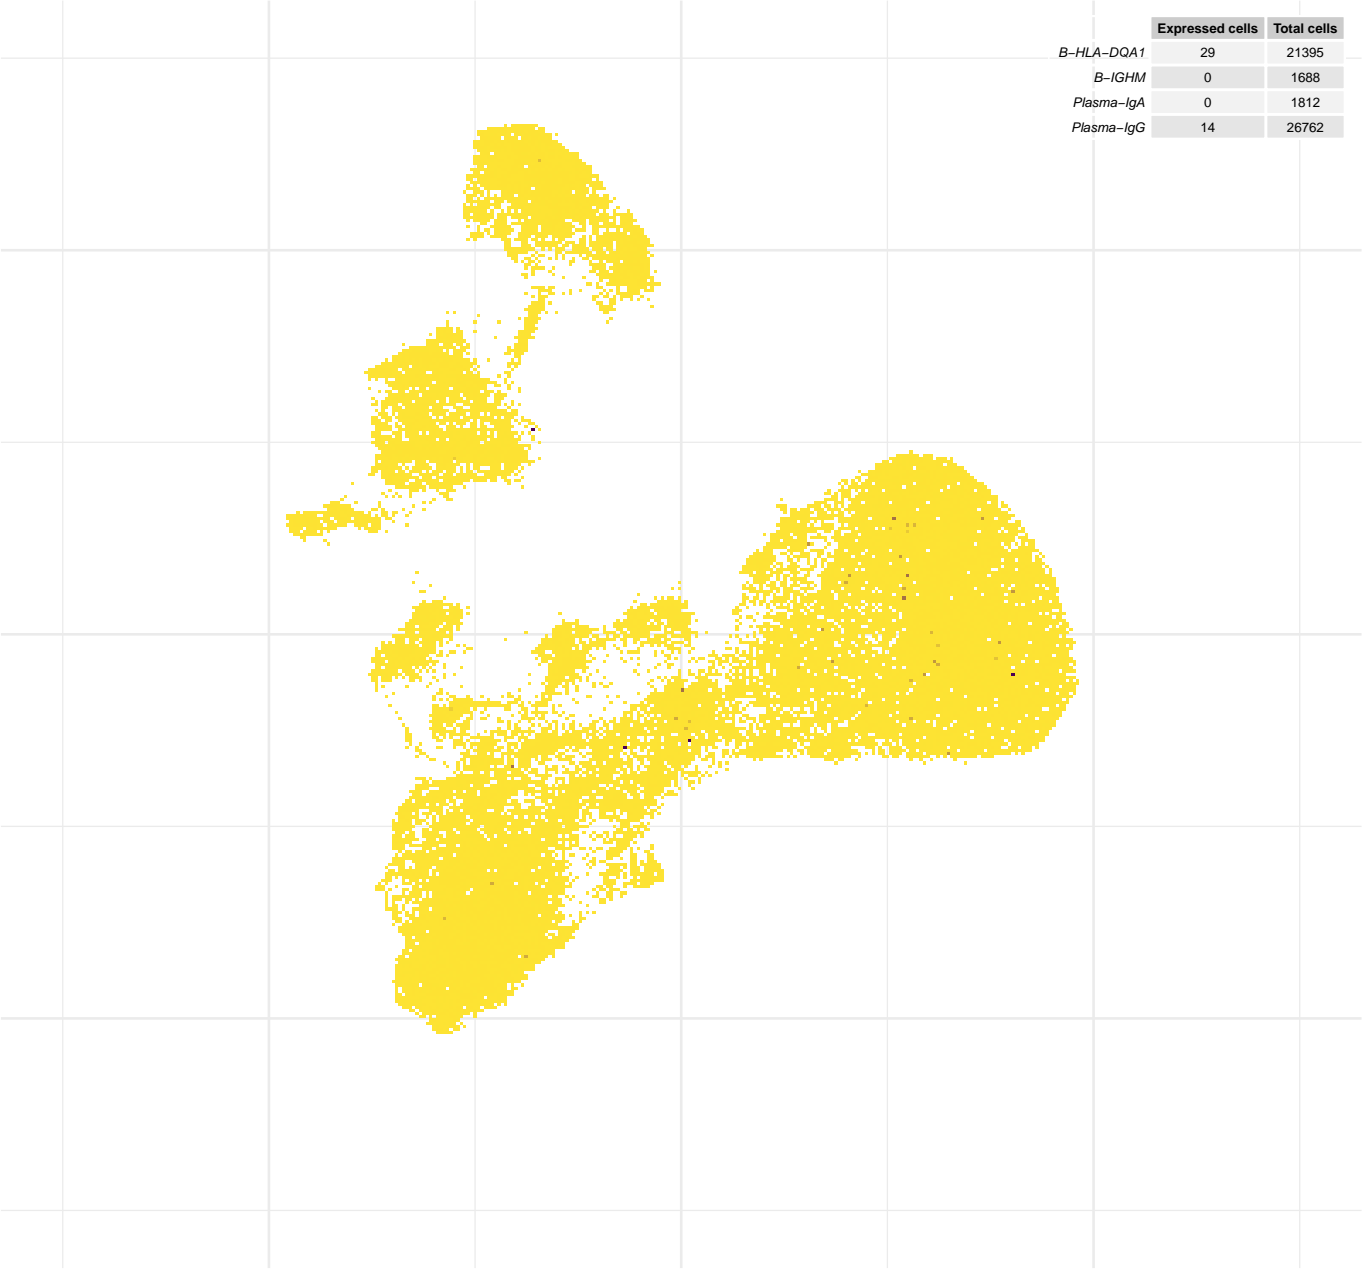 Expressed cells Total cells
B−HLA−DQA1 29 21395
B−IGHM 0 1688
Plasma−IgA 0 1812
Plasma−IgG 14 26762